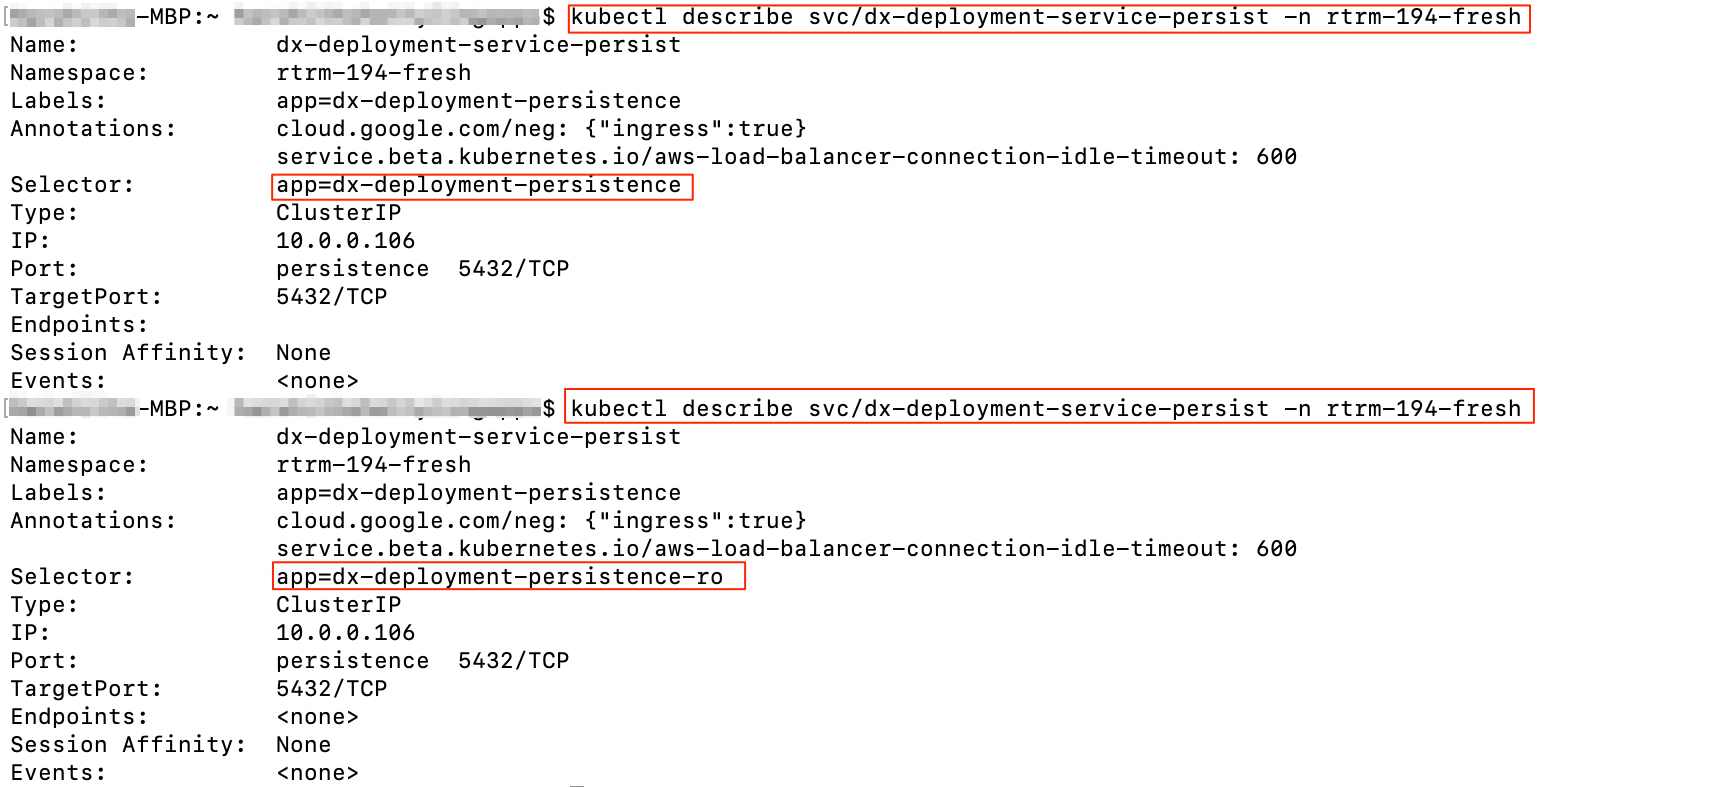 -MBP:~ $ kubectl describe svc/dx-deployment-service-persist -n rtrm-194-fresh
Name: dx-deployment-service-persist
Namespace: rtrm-194-fresh
Labels: app=dx-deployment-persistence
Annotations: cloud.google.com/neg: {"ingress":true}
service.beta.kubernetes.io/aws-load-balancer-connection-idle-timeout: 600
Selector: app=dx-deployment-persistence
Type: ClusterIP
IP: 10.0.0.106
Port: persistence 5432/TCP
TargetPort: 5432/TCP
Endpoints:
Session Affinity: None
Events: <none>
-MBP:~ $ kubectl describe svc/dx-deployment-service-persist -n rtrm-194-fresh
Name: dx-deployment-service-persist
Namespace: rtrm-194-fresh
Labels: app=dx-deployment-persistence
Annotations: cloud.google.com/neg: {"ingress":true}
service.beta.kubernetes.io/aws-load-balancer-connection-idle-timeout: 600
Selector: app=dx-deployment-persistence-ro
Type: ClusterIP
IP: 10.0.0.106
Port: persistence 5432/TCP
TargetPort: 5432/TCP
Endpoints: <none>
Session Affinity: None
Events: <none>